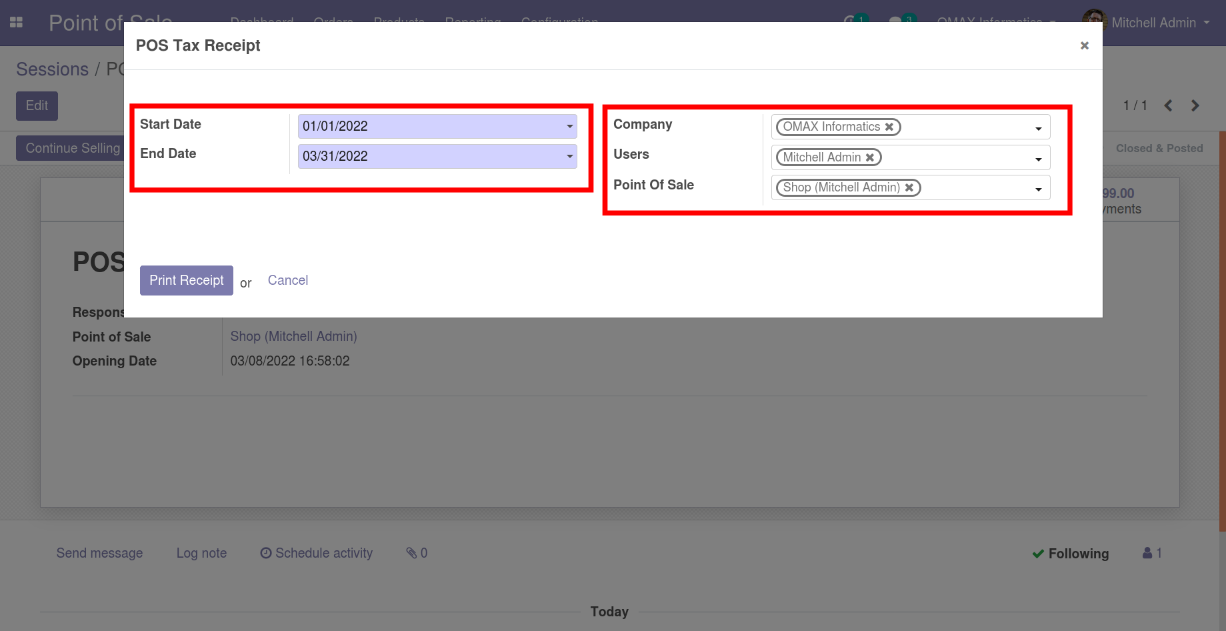 Point of Sale Dashboard Orders Products Reporting Configuration 1 3 OMAX Informatics Mitchell Admin
POS Tax Receipt ×
Sessions / PO
Edit 1 / 1
Start Date 01/01/2022 Company OMAX Informatics
End Date 03/31/2022 Users Mitchell Admin
Continue Selling Closed & Posted
Point Of Sale Shop (Mitchell Admin)
99.00
POS
Print Receipt or Cancel
Respons
Point of Sale Shop (Mitchell Admin)
Opening Date 03/08/2022 16:58:02
Send message Log note Schedule activity 0 Following 1
Today